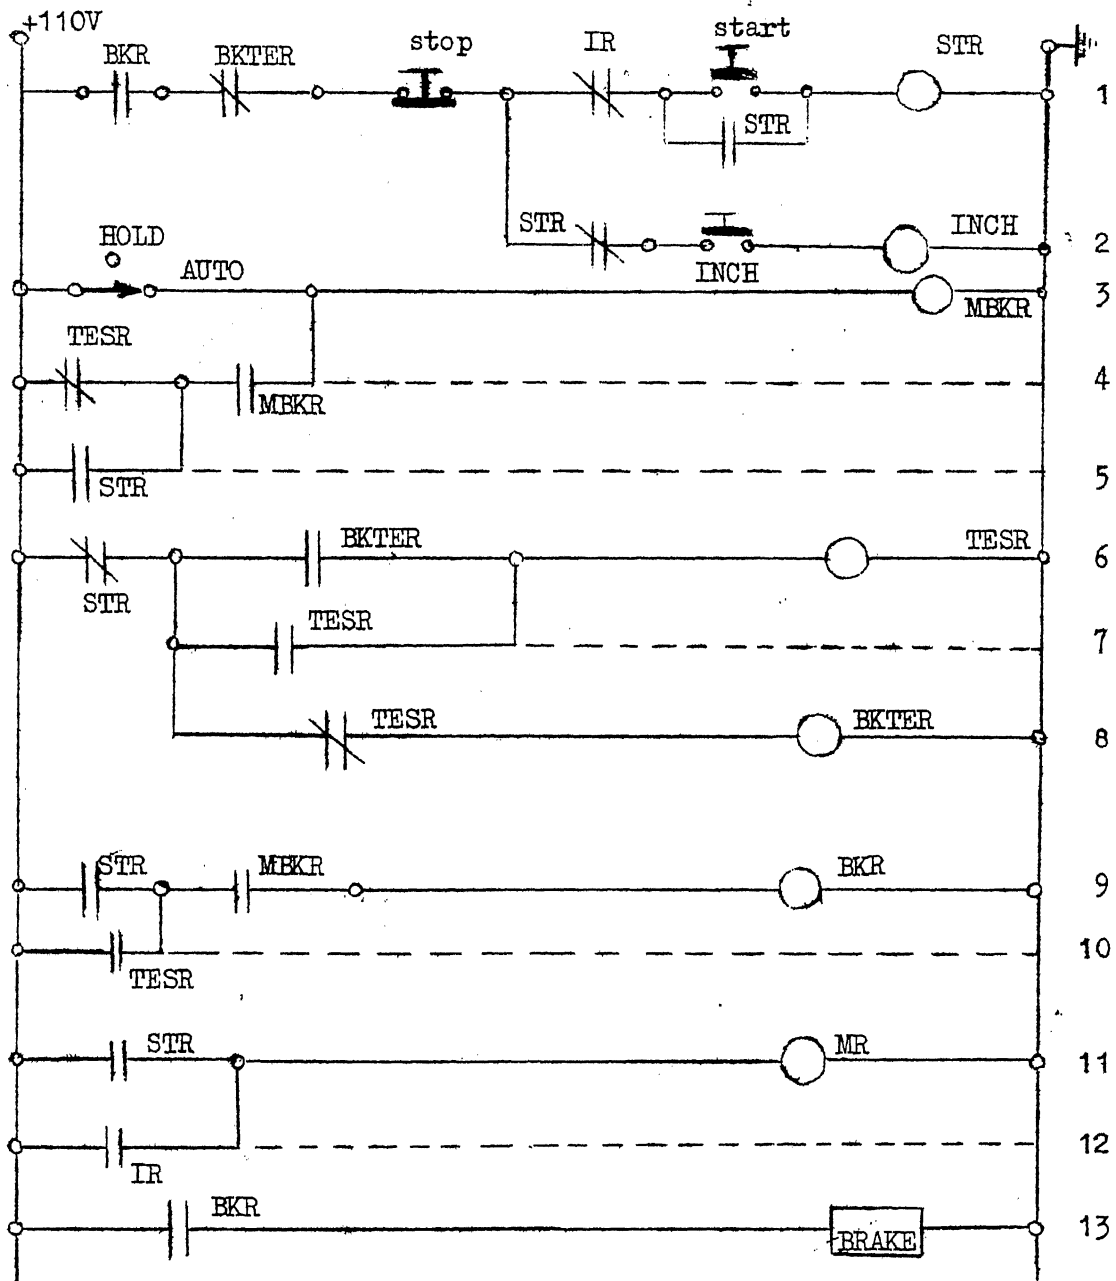 +110V
BKR
BKTER
stop
IR
start
STR
1
STR
STR
INCH
INCH
2
HOLD
AUTO
MBKR
3
TESR
MBKR
4
STR
5
BKTER
TESR
6
STR
TESR
7
TESR
BKTER
8
STR
MBKR
BKR
9
TESR
10
STR
MR
11
IR
12
BKR
BRAKE
13